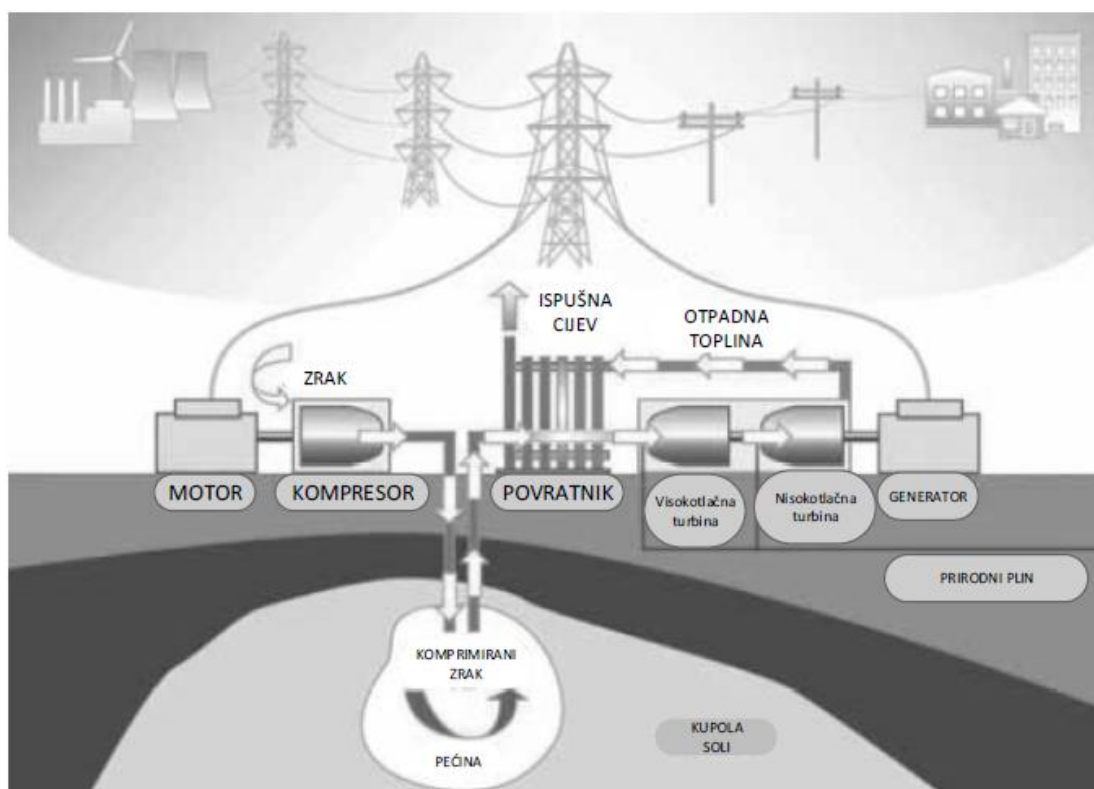 ISPUŠNA
CIJEV
OTPADNA
TOPLINA
ZRAK
MOTOR
KOMPRESOR
POVRATNIK
Visokotlačna
turbina
Nisokotlačna
turbina
GENERATOR
PRIRODNI PLIN
KOMPRIMIRANI
ZRAK
PEĆINA
KUPOLA
SOLI